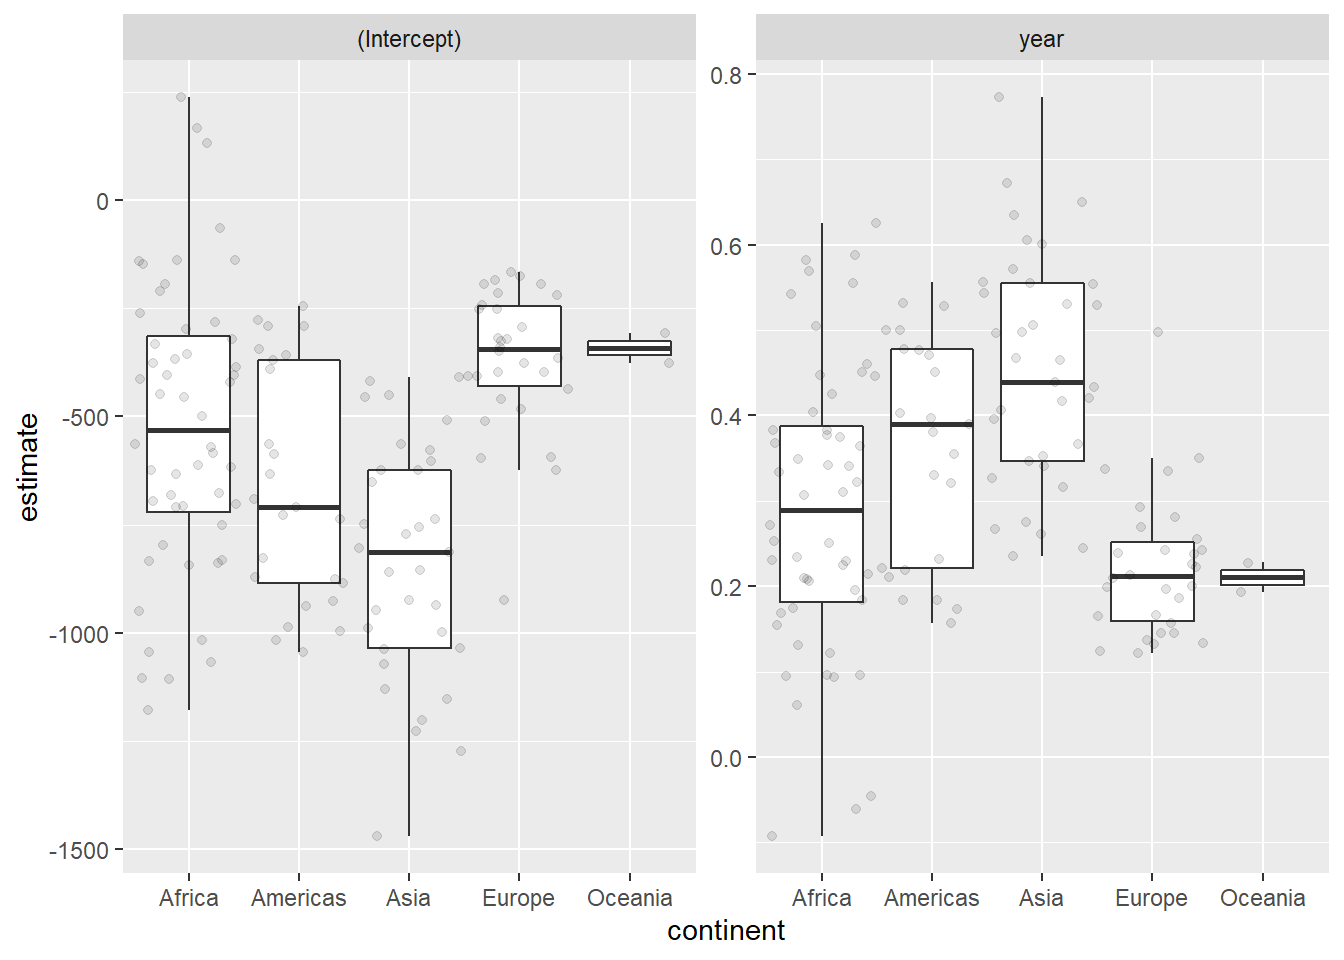 (Intercept)
year
estimate
0
-500
-1000
-1500
0.8
0.6
0.4
0.2
0.0
Africa Americas Asia Europe Oceania
Africa Americas Asia Europe Oceania
continent